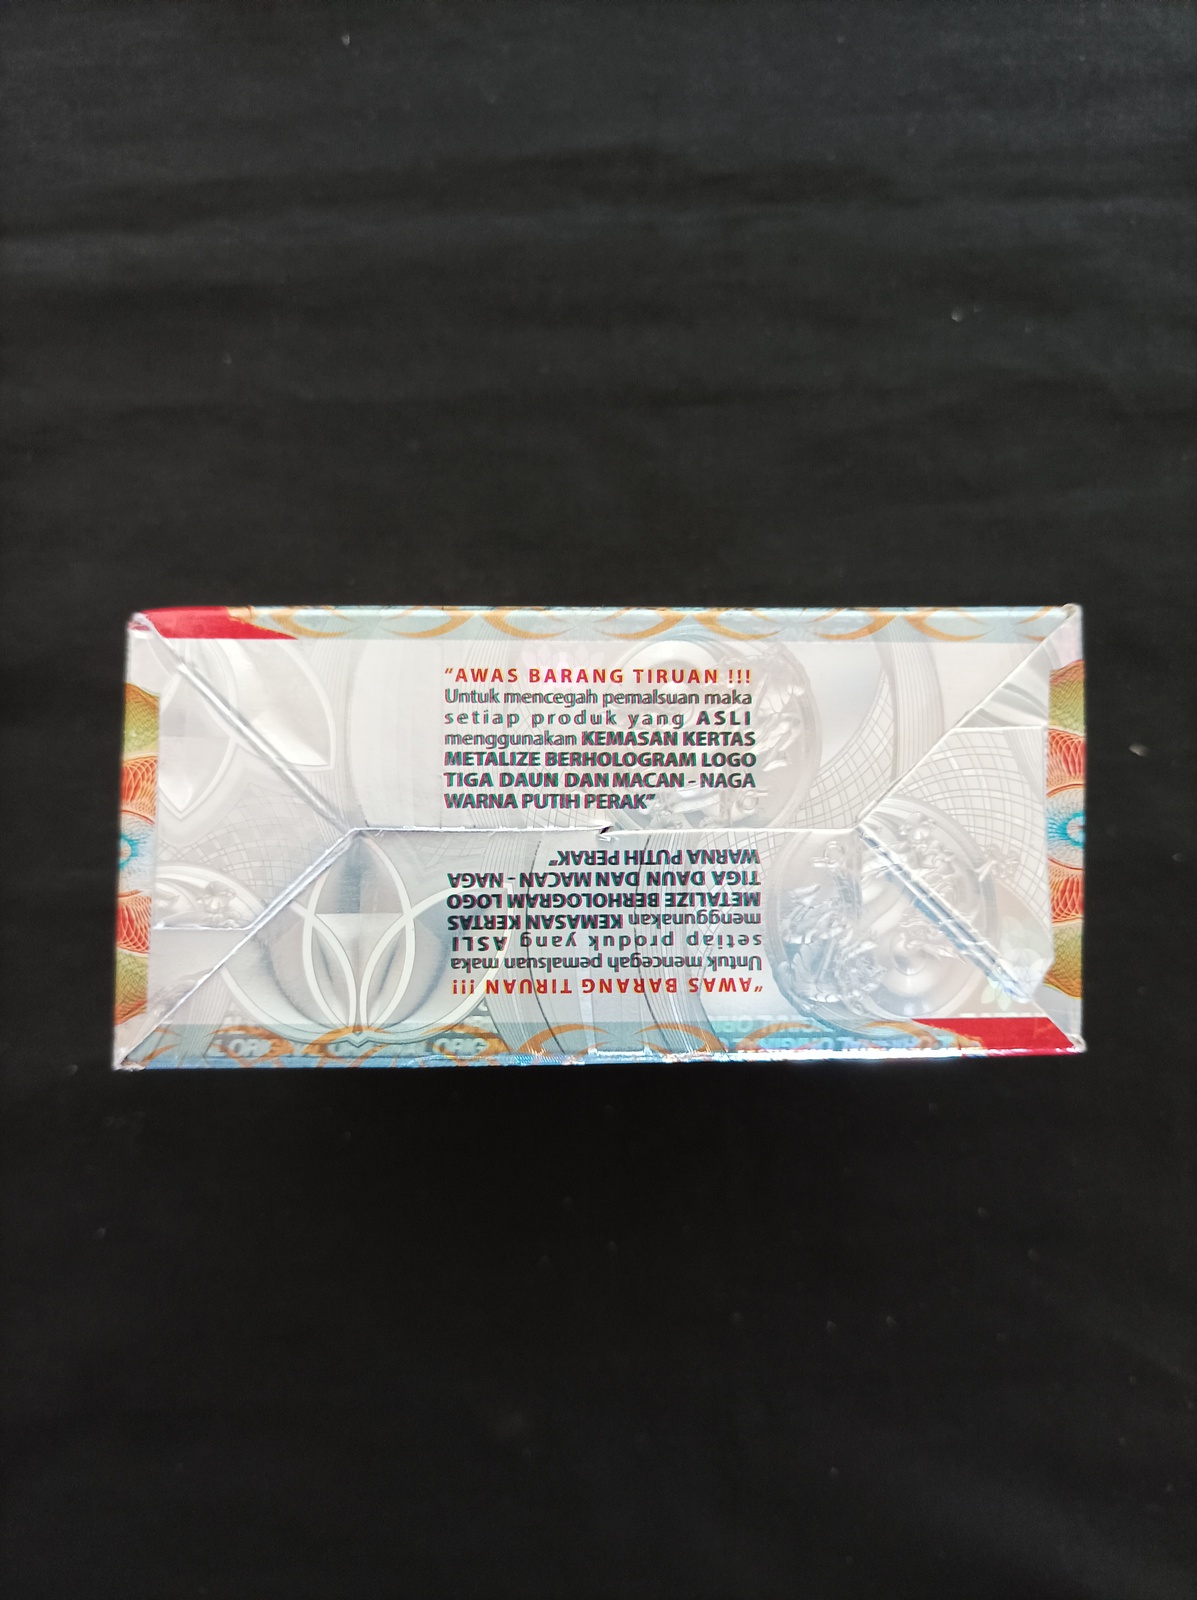 "AWAS BARANG TIRUAN !!!
Untuk mencegah pemalsuan maka
setiap produk yang ASLI
menggunakan KEMASAN KERTAS
METALIZE BERHOLOGRAM LOGO
TIGA DAUN DAN MACAN - NAGA
WARNA PUTIH PERAK"
"AWAS BARANG TIRUAN !!!
Untuk mencegah pemalsuan maka
setiap produk yang ASLI
menggunakan KEMASAN KERTAS
METALIZE BERHOLOGRAM LOGO
TIGA DAUN DAN MACAN - NAGA
WARNA PUTIH PERAK"